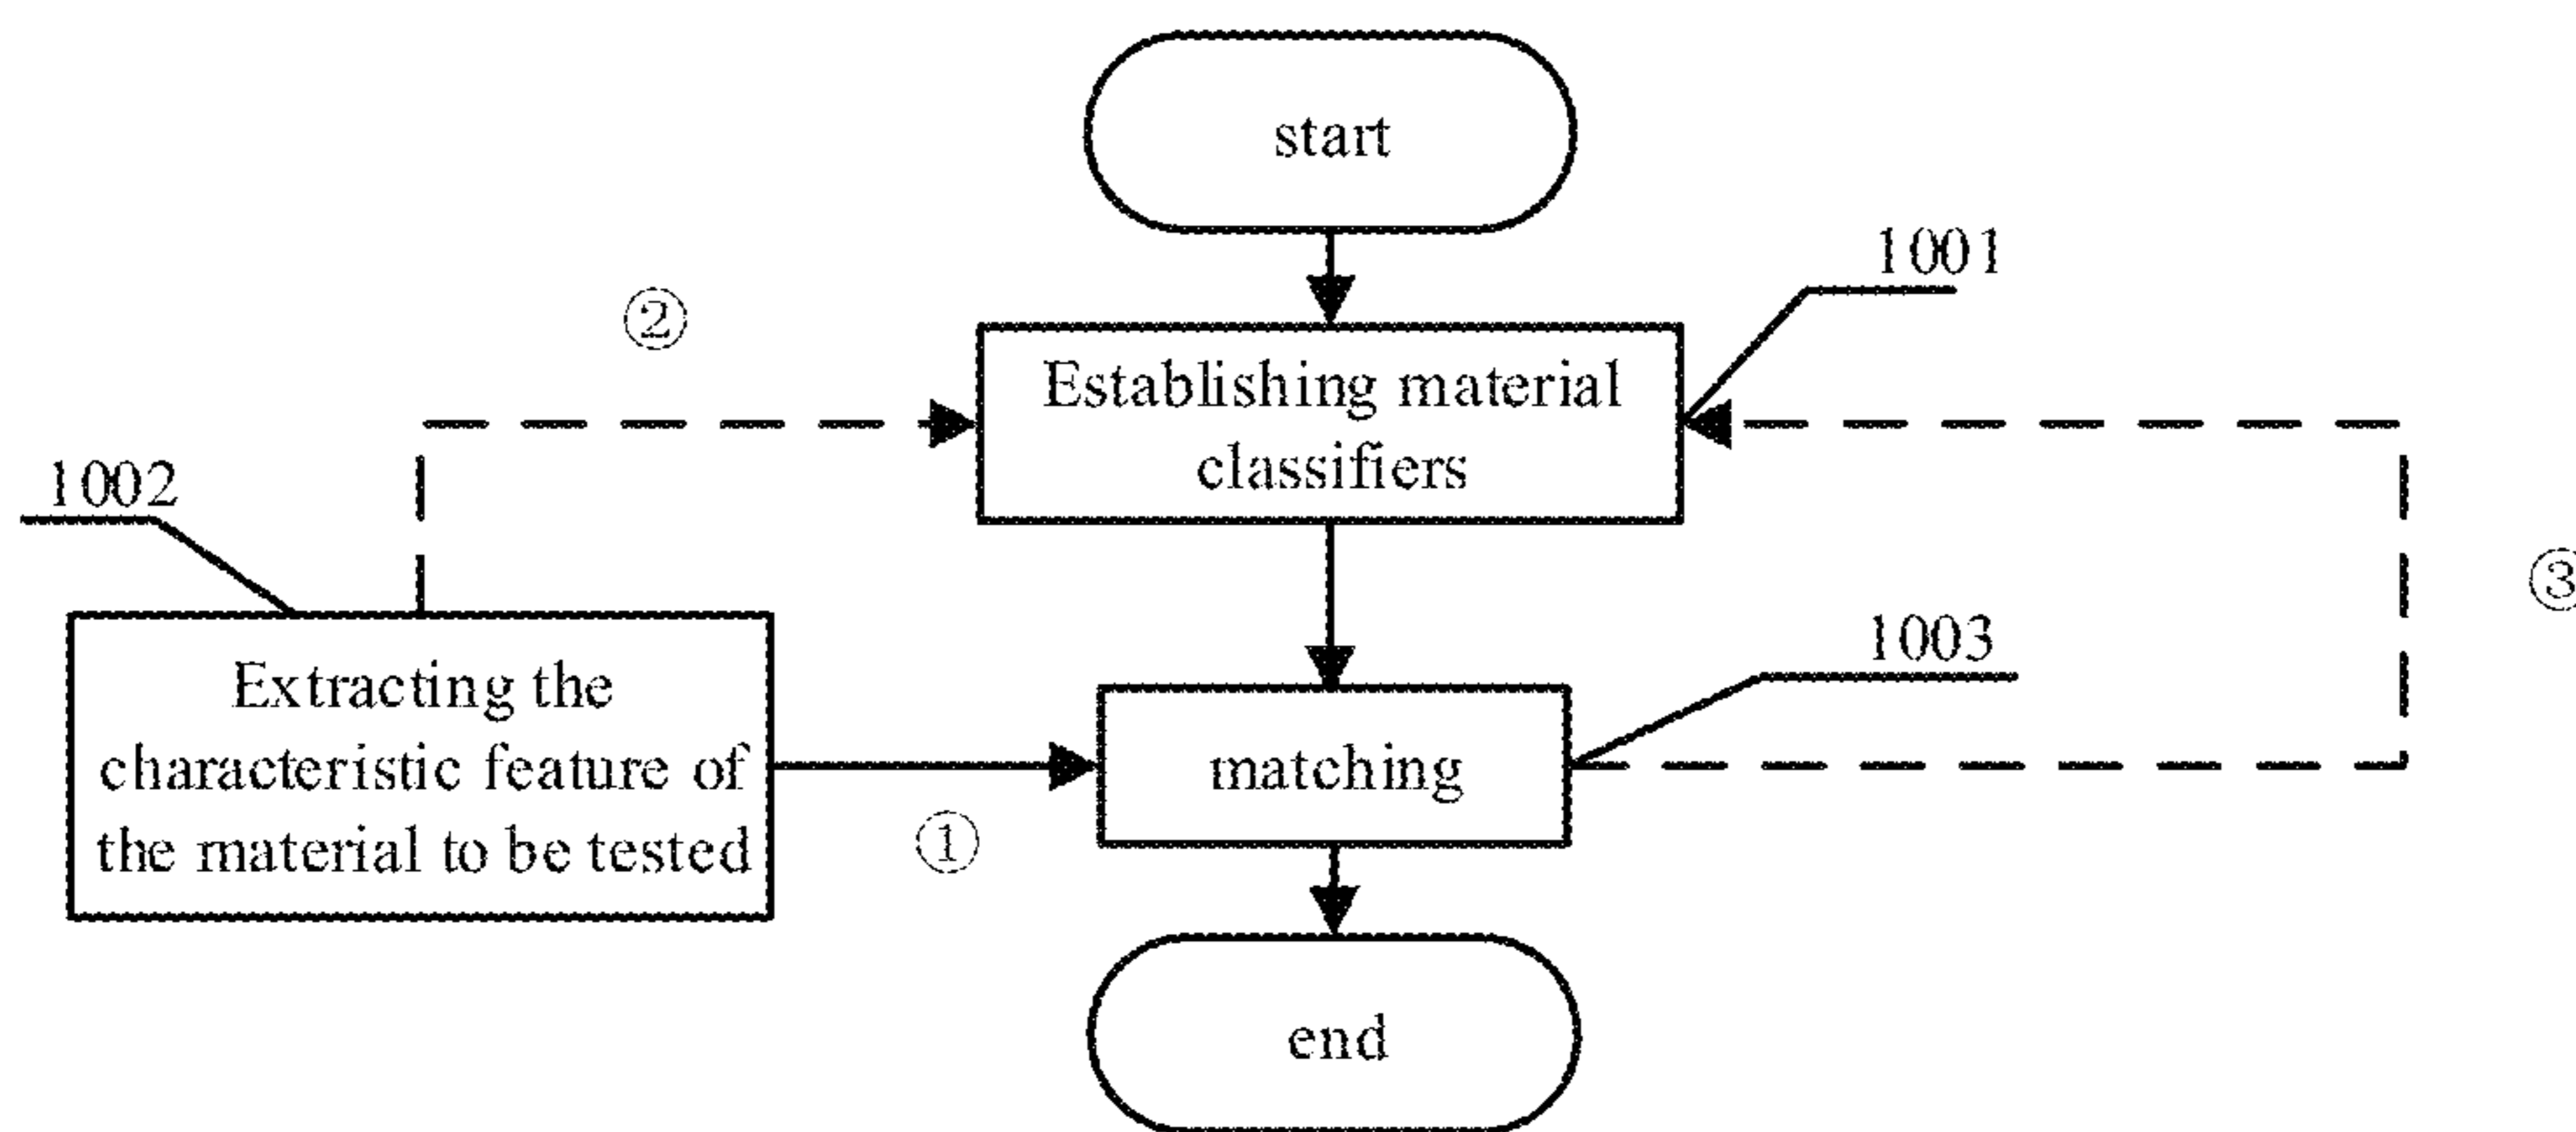 start
1001
②
Establishing material
classifiers
1002
③
1003
Extracting the
characteristic feature of
the material to be tested
matching
①
end